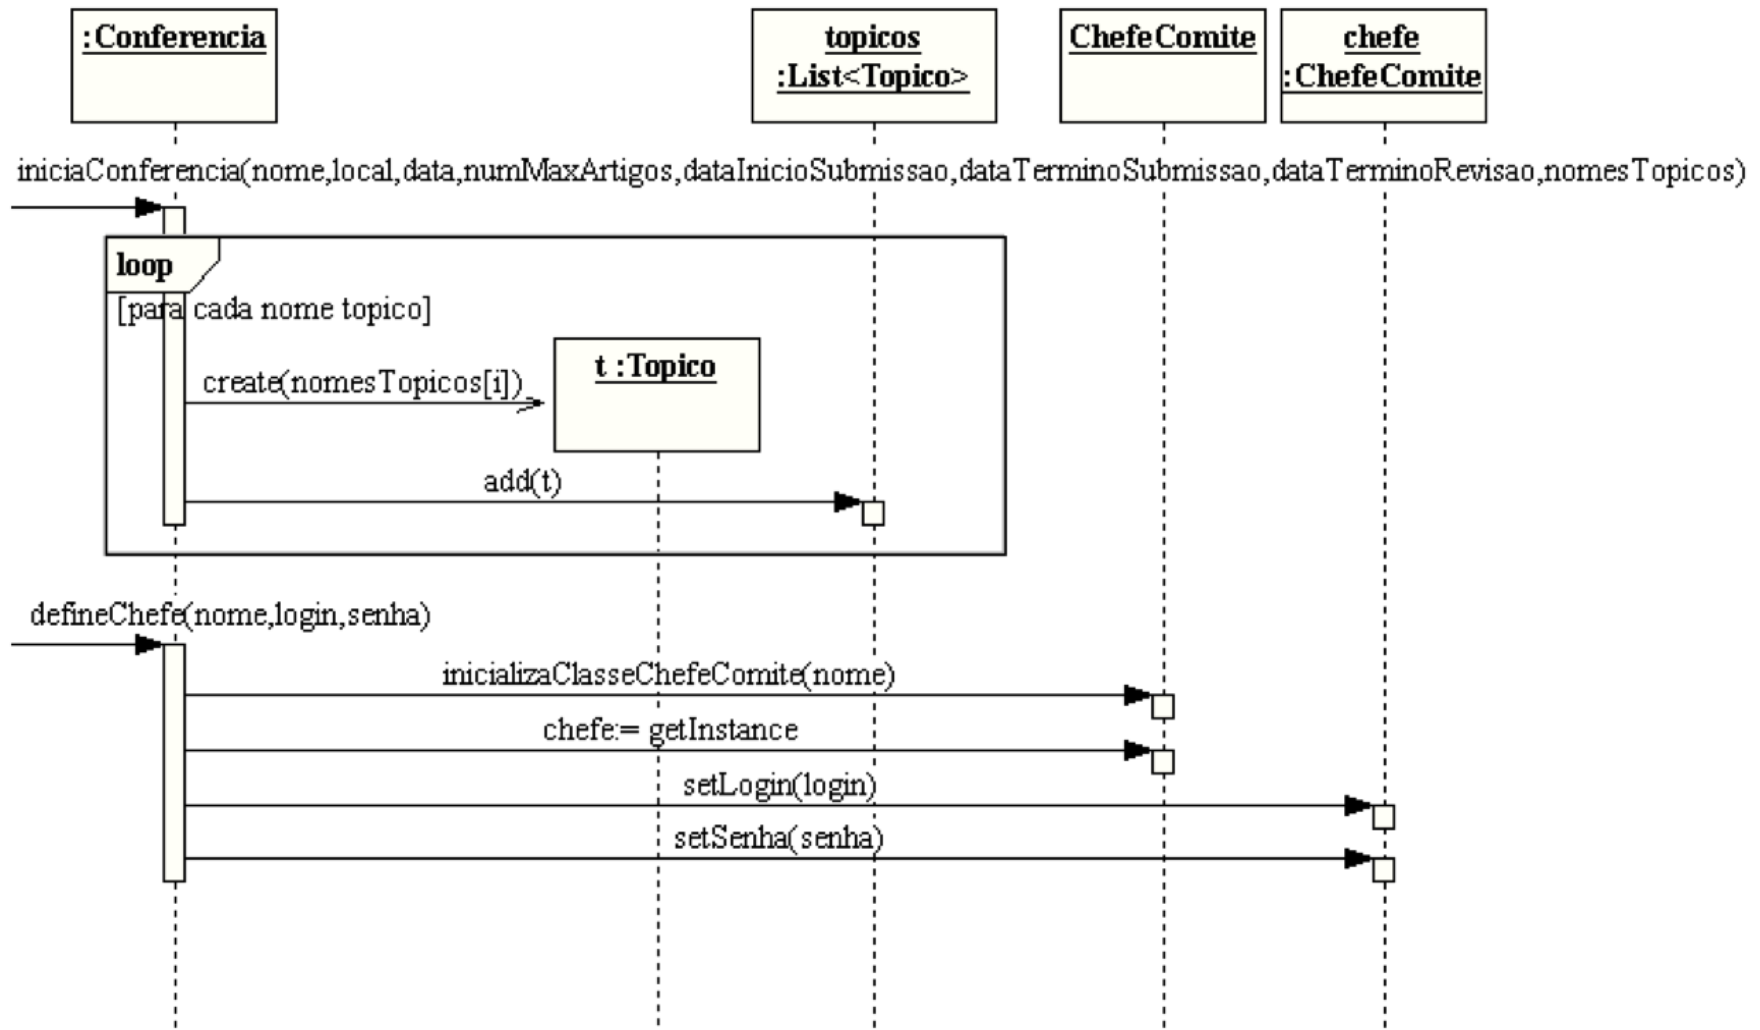 :Conferencia
topicos
:List<Topico>
ChefeComite
chefe
:ChefeComite
iniciaConferencia(nome,local,data,numMaxArtigos,dataInicioSubmissao,dataTerminoSubmissao,dataTerminoRevisao,nomesTopicos)
loop
[para cada nome topico]
t :Topico
create(nomesTopicos[i])
add(t)
defineChefe(nome,login,senha)
inicializaClasseChefeComite(nome)
chefe:= getInstance
setLogin(login)
setSenha(senha)